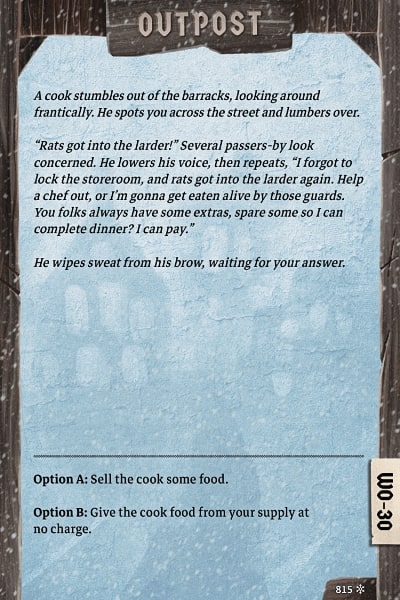 OUTPOST
A cook stumbles out of the barracks, looking around
frantically. He spots you across the street and lumbers over.
“Rats got into the larder!” Several passers-by look
concerned. He lowers his voice, then repeats, “I forgot to
lock the storeroom, and rats got into the larder again. Help
a chef out, or I’m gonna get eaten alive by those guards.
You folks always have some extras, spare some so I can
complete dinner? I can pay.”
He wipes sweat from his brow, waiting for your answer.
Option A: Sell the cook some food.
Option B: Give the cook food from your supply at
no charge.
WO-30
815